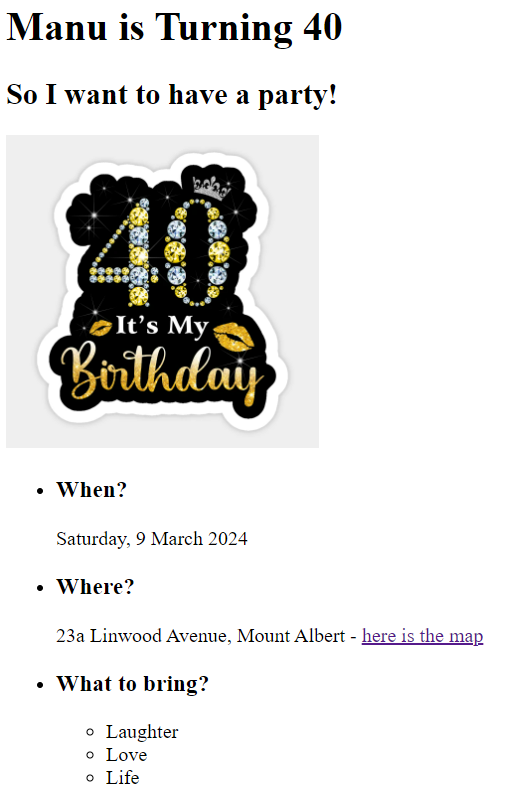 Manu is Turning 40
So I want to have a party!
40
It's My
Birthday
When?
Saturday, 9 March 2024
Where?
23a Linwood Avenue, Mount Albert - here is the map
What to bring?
Laughter
Love
Life